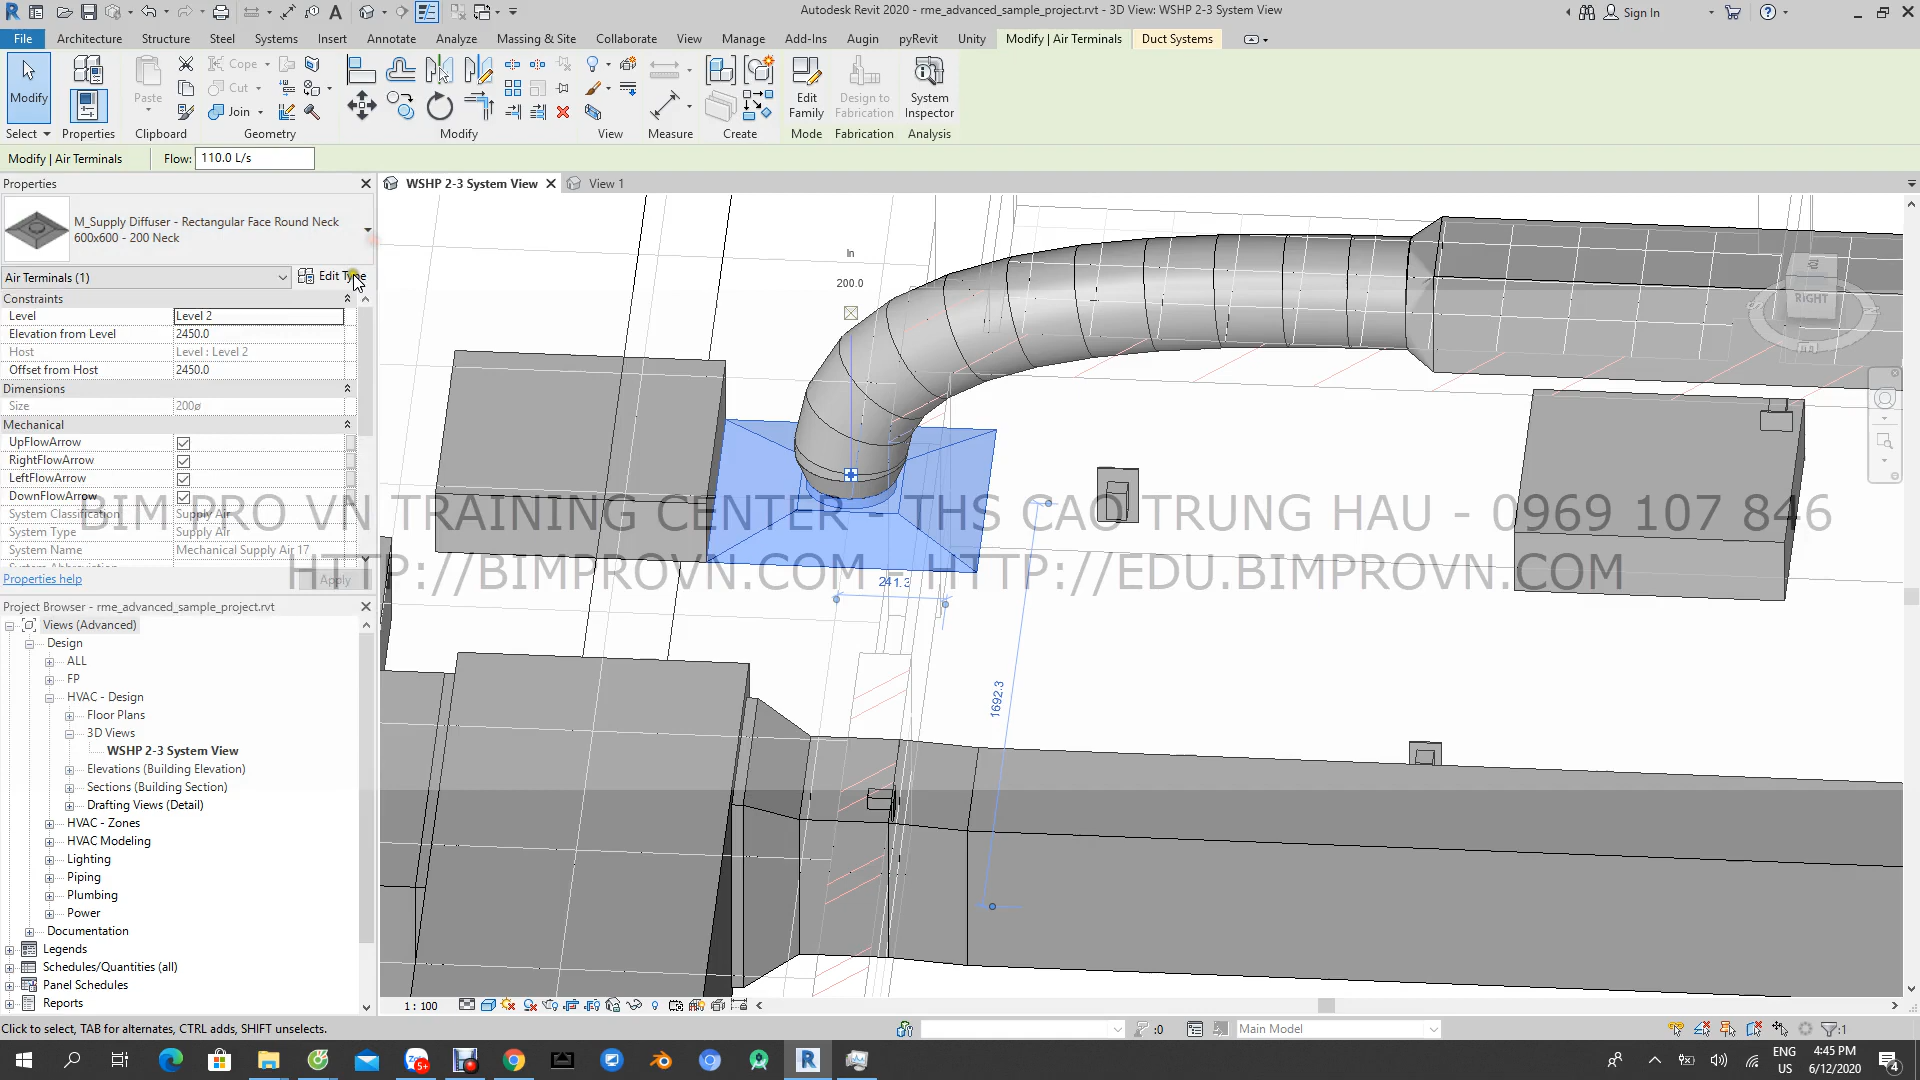 Autodesk Revit 2020 - rme_advanced_sample_project.rvt - 3D View: WSHP 2-3 System View
Sign In
File Architecture Structure Steel Systems Insert Annotate Analyze Massing & Site Collaborate View Manage Add-Ins Augin pyRevit Unity Modify | Air Terminals Duct Systems
Modify
Paste
Cope
Cut
Join
Edit Family
Design to Fabrication
System Inspector
Select Properties Clipboard Geometry Modify View Measure Create Mode Fabrication Analysis
Modify | Air Terminals Flow: 110.0 L/s
Properties
WSHP 2-3 System View View 1
M_Supply Diffuser - Rectangular Face Round Neck
600x600 - 200 Neck
Air Terminals (1) Edit Type
Constraints
Level Level 2
Elevation from Level 2450.0
Host Level : Level 2
Offset from Host 2450.0
Dimensions
Size 200ø
Mechanical
UpFlowArrow
RightFlowArrow
LeftFlowArrow
DownFlowArrow
System Classification Supply Air
System Type Supply Air
System Name Mechanical Supply Air 17
Properties help Apply
In
200.0
RIGHT
BIM PRO VN TRAINING CENTER - THS CAO TRUNG HAU - 0969 107 846
HTTP://BIMPROVN.COM - HTTP://EDU.BIMPROVN.COM
241.3
1692.3
Project Browser - rme_advanced_sample_project.rvt
Views (Advanced)
Design
ALL
FP
HVAC - Design
Floor Plans
3D Views
WSHP 2-3 System View
Elevations (Building Elevation)
Sections (Building Section)
Drafting Views (Detail)
HVAC - Zones
HVAC Modeling
Lighting
Piping
Plumbing
Power
Documentation
Legends
Schedules/Quantities (all)
Panel Schedules
Reports
1 : 100
Click to select, TAB for alternates, CTRL adds, SHIFT unselects.
:0
Main Model
:1
ENG
US
4:45 PM
6/12/2020
4